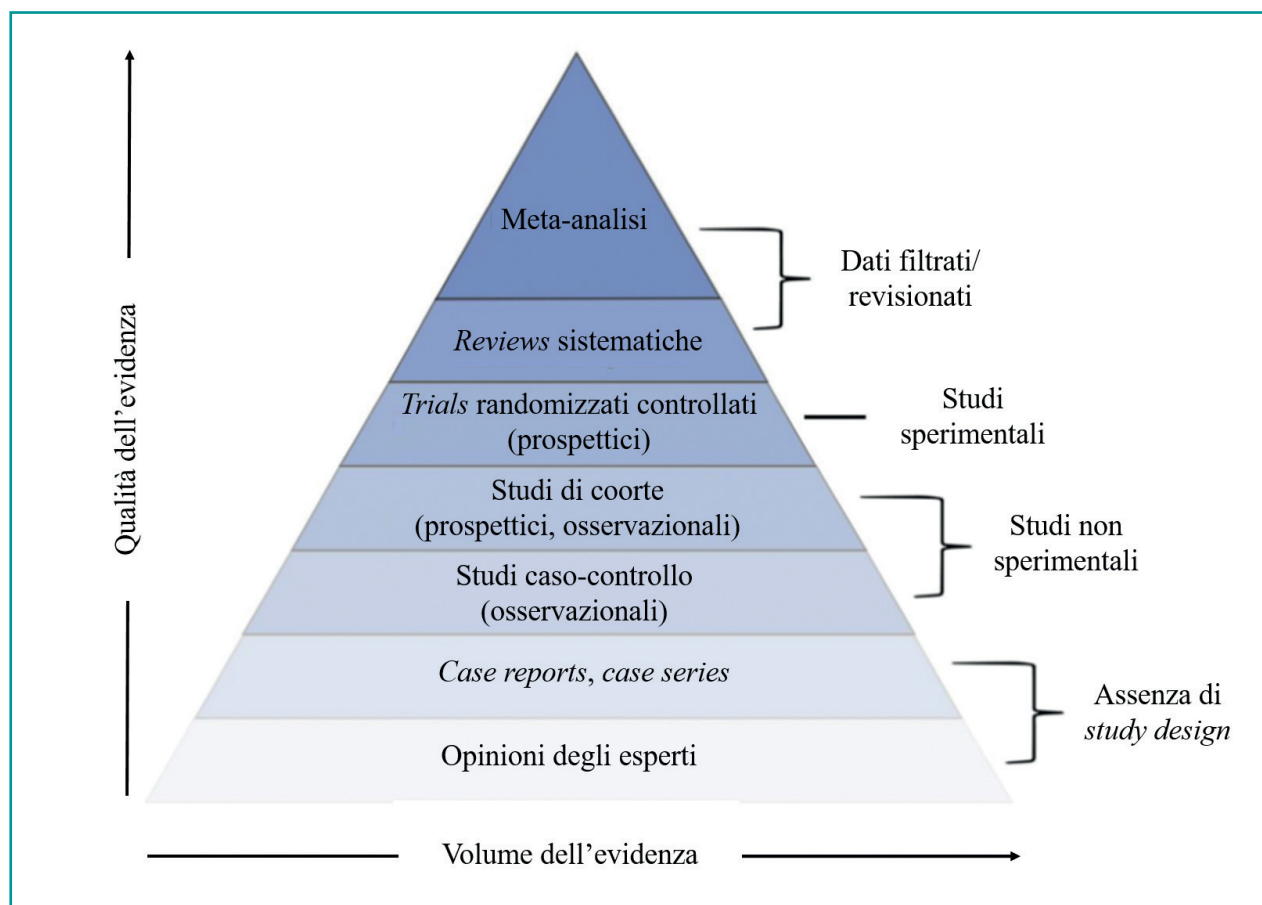 Qualità dell'evidenza
Meta-analisi
Dati filtrati/
revisionati
Reviews sistematiche
Trials randomizzati controllati
(prospettici)
Studi
sperimentali
Studi di coorte
(prospettici, osservazionali)
Studi non
sperimentali
Studi caso-controllo
(osservazionali)
Case reports, case series
Assenza di
study design
Opinioni degli esperti
Volume dell'evidenza